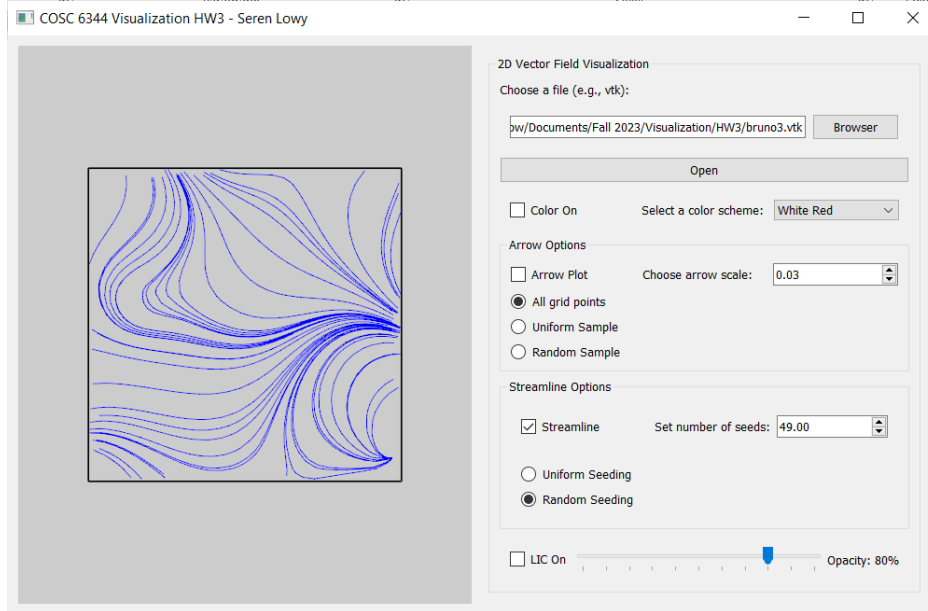 COSC 6344 Visualization HW3 - Seren Lowy
2D Vector Field Visualization
Choose a file (e.g., vtk):
ow/Documents/Fall 2023/Visualization/HW3/bruno3.vtk Browser
Open
Color On Select a color scheme: White Red
Arrow Options
Arrow Plot Choose arrow scale: 0.03
All grid points
Uniform Sample
Random Sample
Streamline Options
Streamline Set number of seeds: 49.00
Uniform Seeding
Random Seeding
LIC On Opacity: 80%